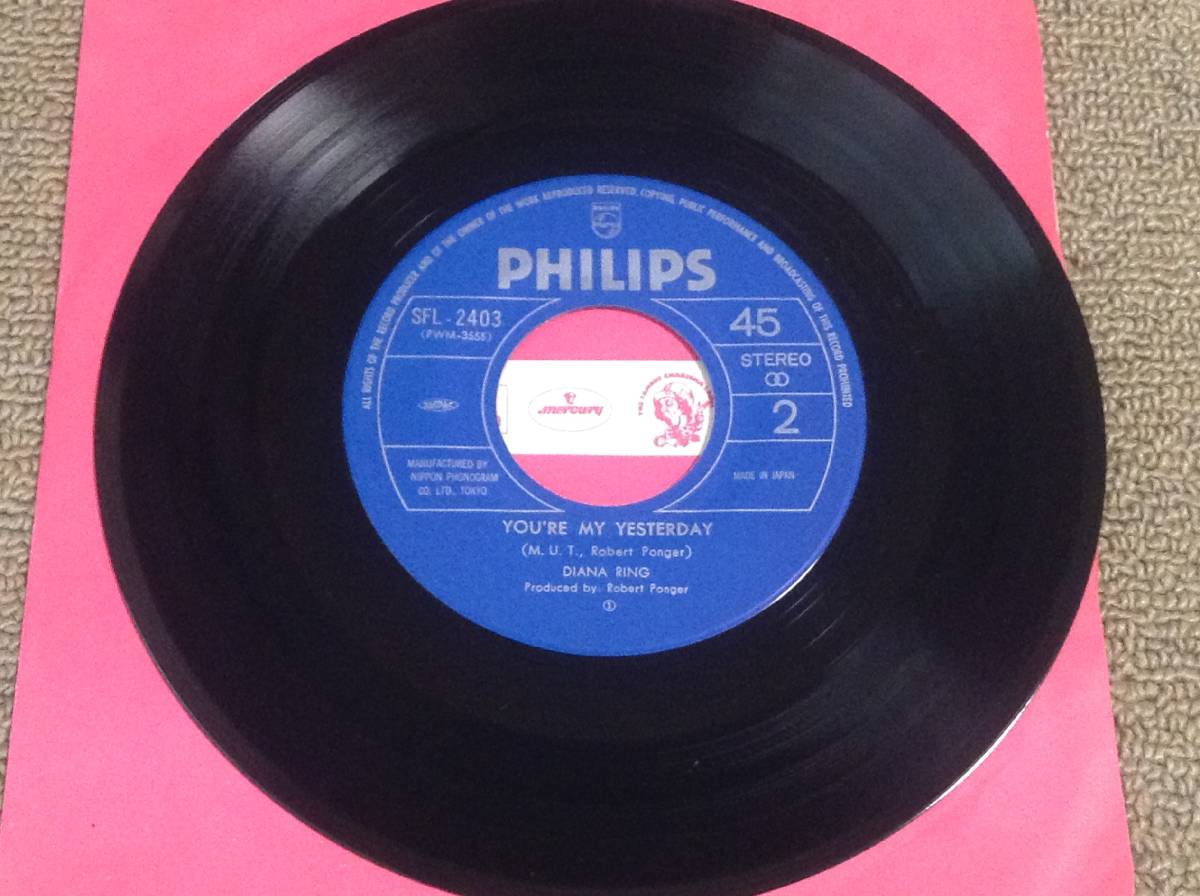 ALL RIGHTS OF THE RECORD PRODUCER AND OF THE OWNER OF THE WORK REPRODUCED RESERVED. COPYING, PUBLIC PERFORMANCE AND BROADCASTING OF THIS RECORD PROHIBITED
PHILIPS
PHILIPS
SFL-2403
45
STEREO
2
mercury
MANUFACTURED BY
NIPPON PHONOGRAM
CO. LTD., TOKYO
MADE IN JAPAN
YOU'RE MY YESTERDAY
(M. U. T., Robert Ponger)
DIANA RING
Produced by: Robert Ponger
①